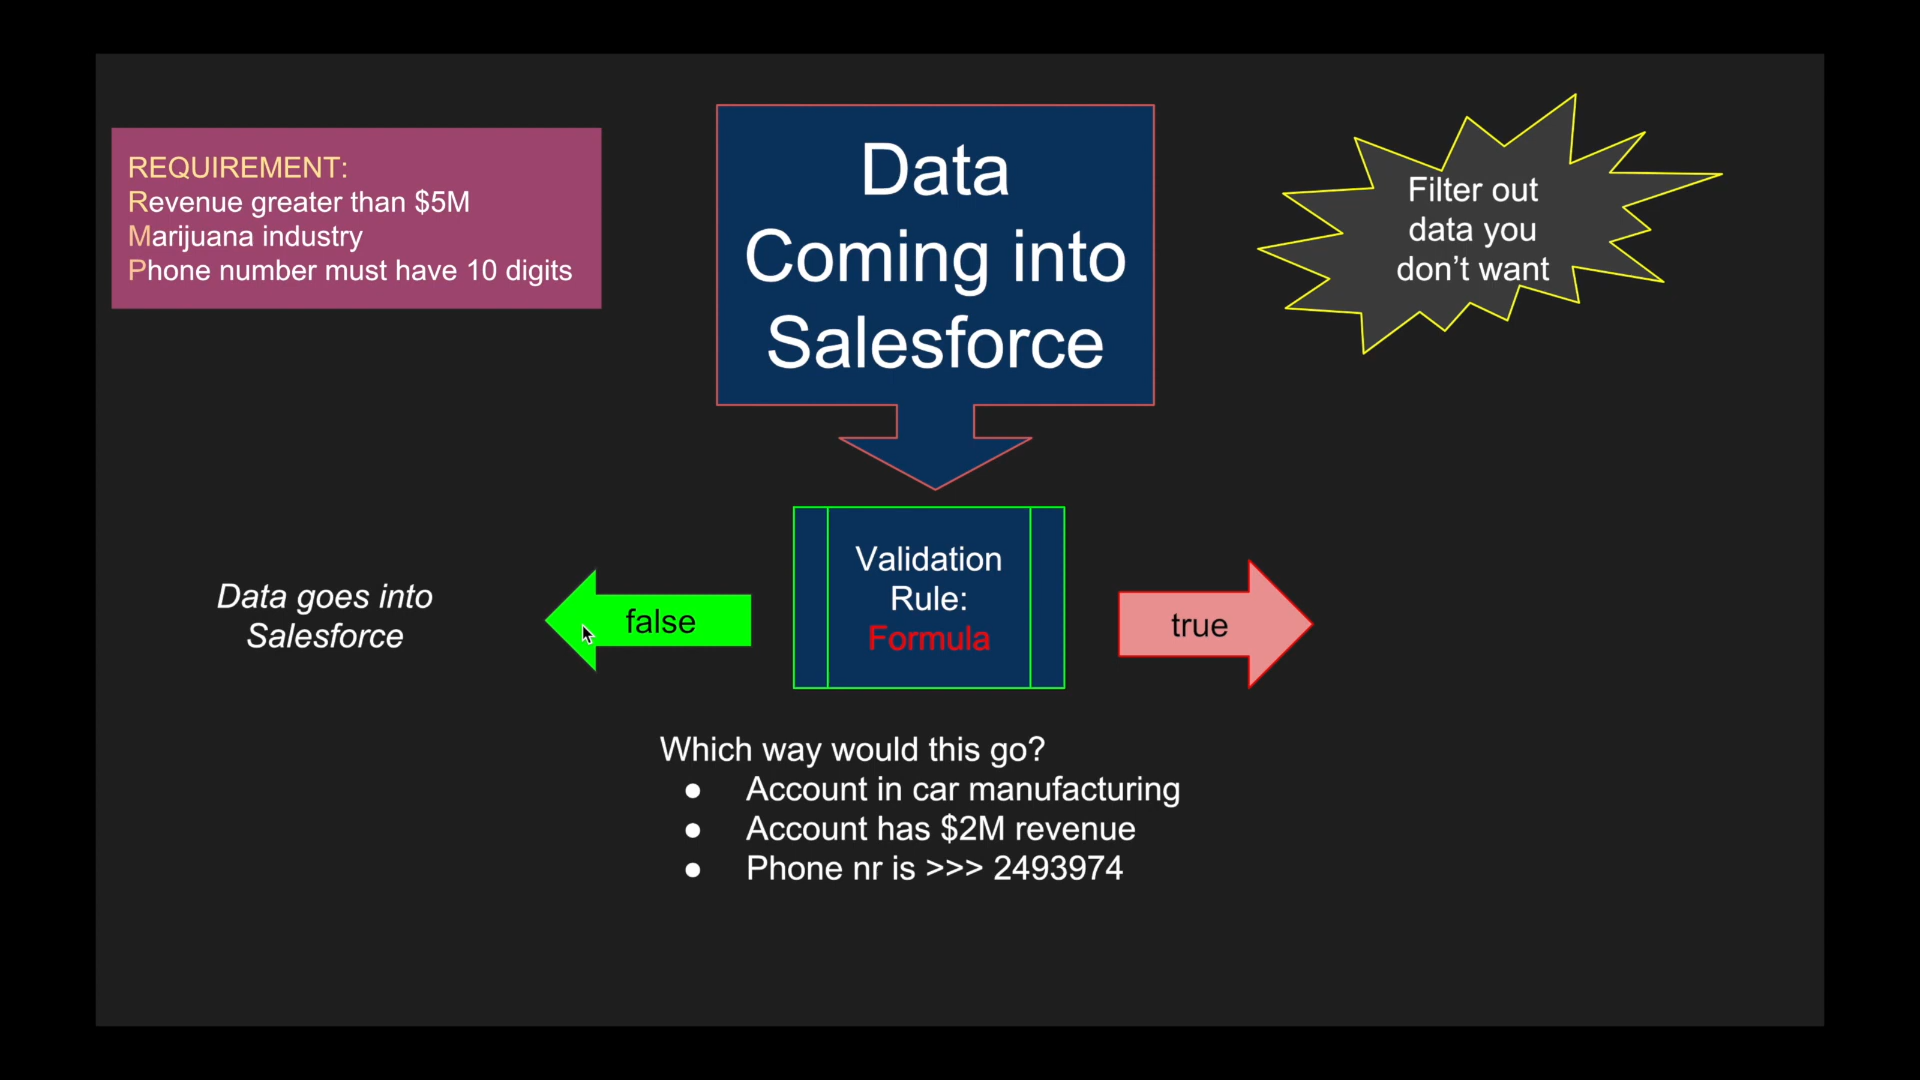 REQUIREMENT:
Revenue greater than $5M
Marijuana industry
Phone number must have 10 digits
Data
Coming into
Salesforce
Filter out
data you
don’t want
Data goes into
Salesforce
false
Validation
Rule:
Formula
true
Which way would this go?
● Account in car manufacturing
● Account has $2M revenue
● Phone nr is >>> 2493974